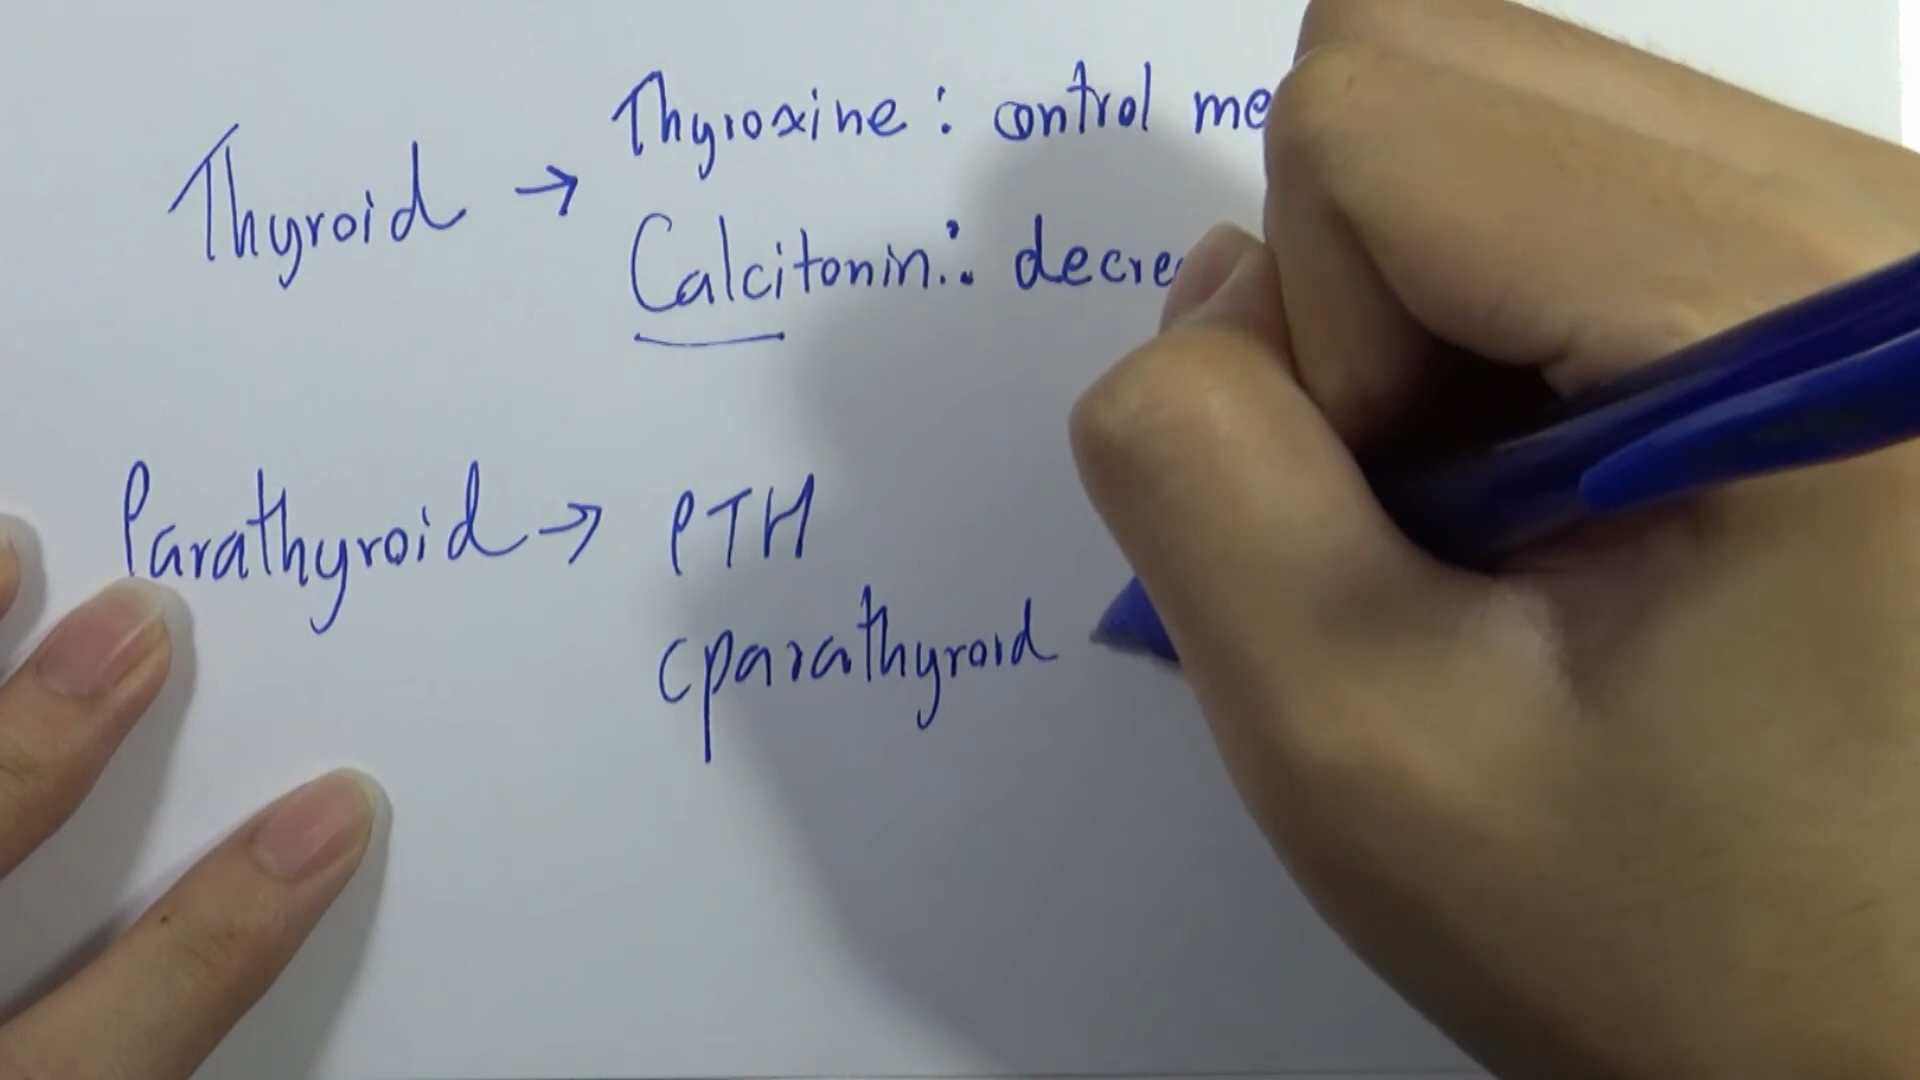 Thyroxine : control me
Thyroid →
Calcitonin : decre
Parathyroid → PTH
(parathyroid